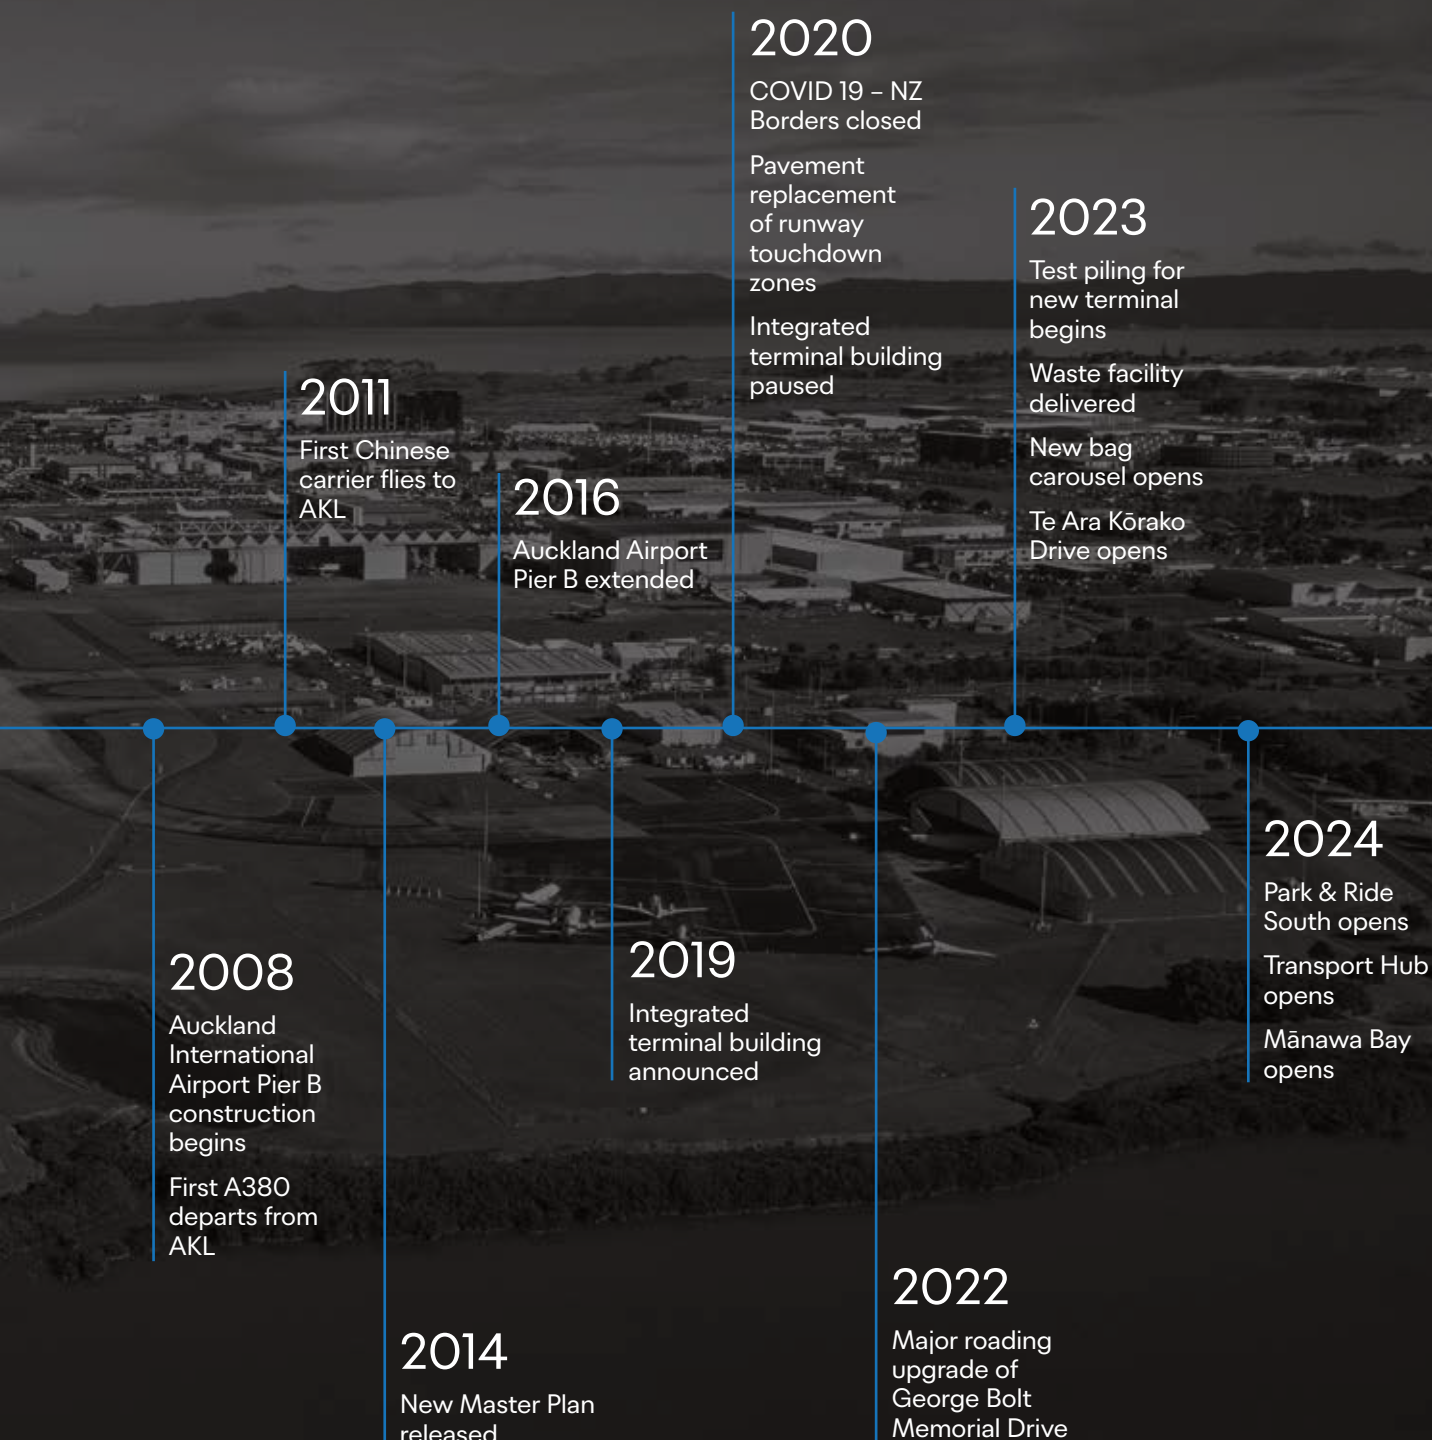 2020
COVID 19 – NZ
Borders closed
Pavement
replacement
of runway
touchdown
zones
Integrated
terminal building
paused
2023
Test piling for
new terminal
begins
Waste facility
delivered
New bag
carousel opens
Te Ara Kōrako
Drive opens
2011
First Chinese
carrier flies to
AKL
2016
Auckland Airport
Pier B extended
2024
Park & Ride
South opens
Transport Hub
opens
Mānawa Bay
opens
2008
Auckland
International
Airport Pier B
construction
begins
First A380
departs from
AKL
2019
Integrated
terminal building
announced
2022
Major roading
upgrade of
George Bolt
Memorial Drive
2014
New Master Plan
released